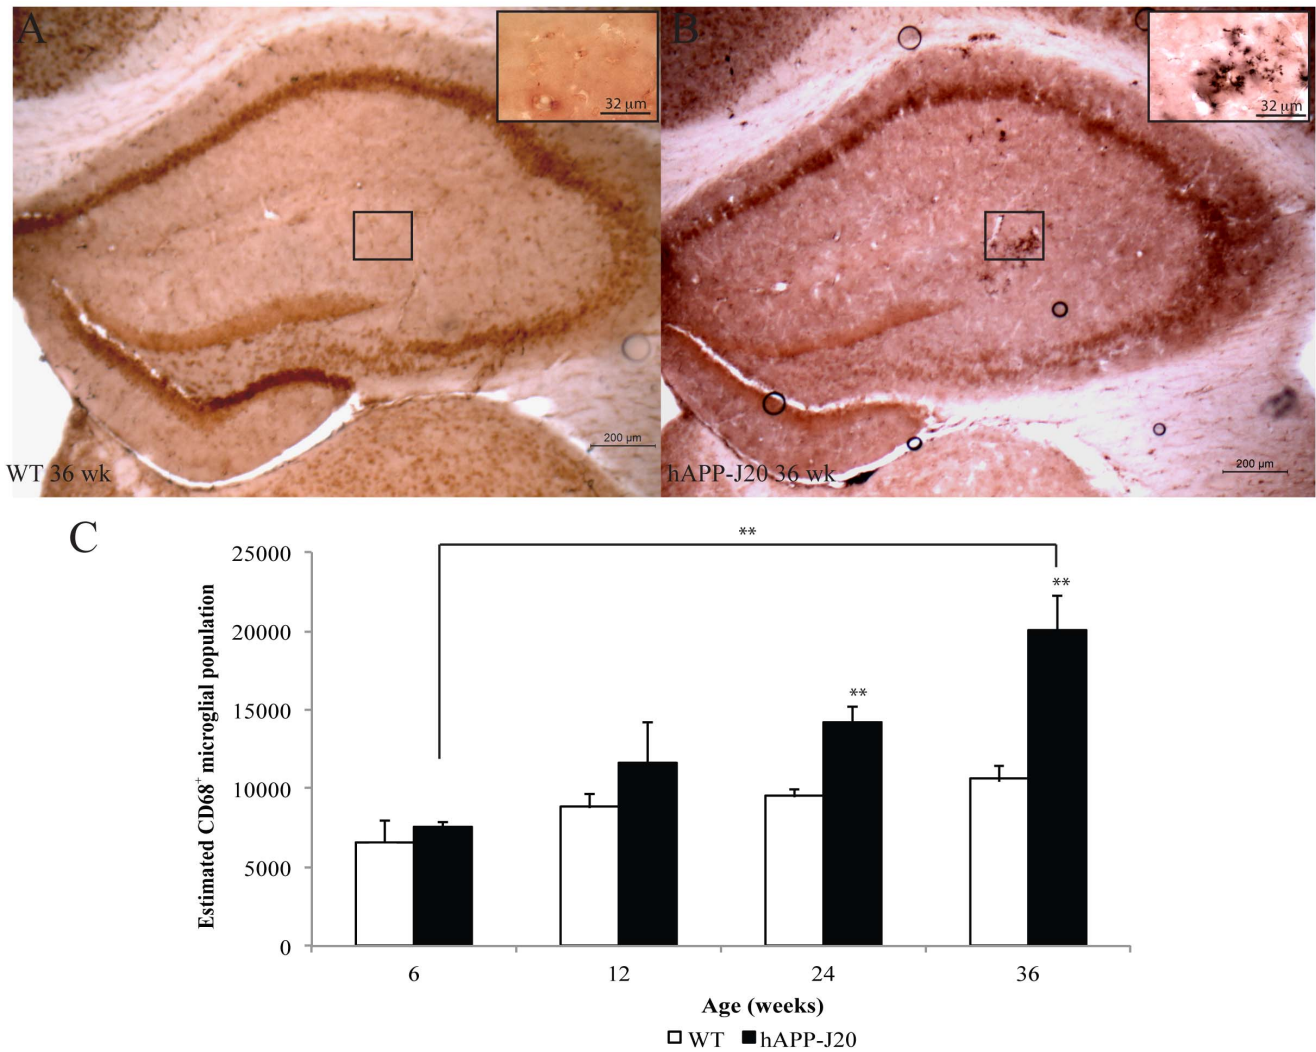 A
32 µm
B
32 µm
200 µm
WT 36 wk
200 µm
hAPP-J20 36 wk
C
**
25000
**
20000
**
15000
10000
5000
0
Estimated CD68⁺ microglial population
6 12 24 36
Age (weeks)
WT hAPP-J20